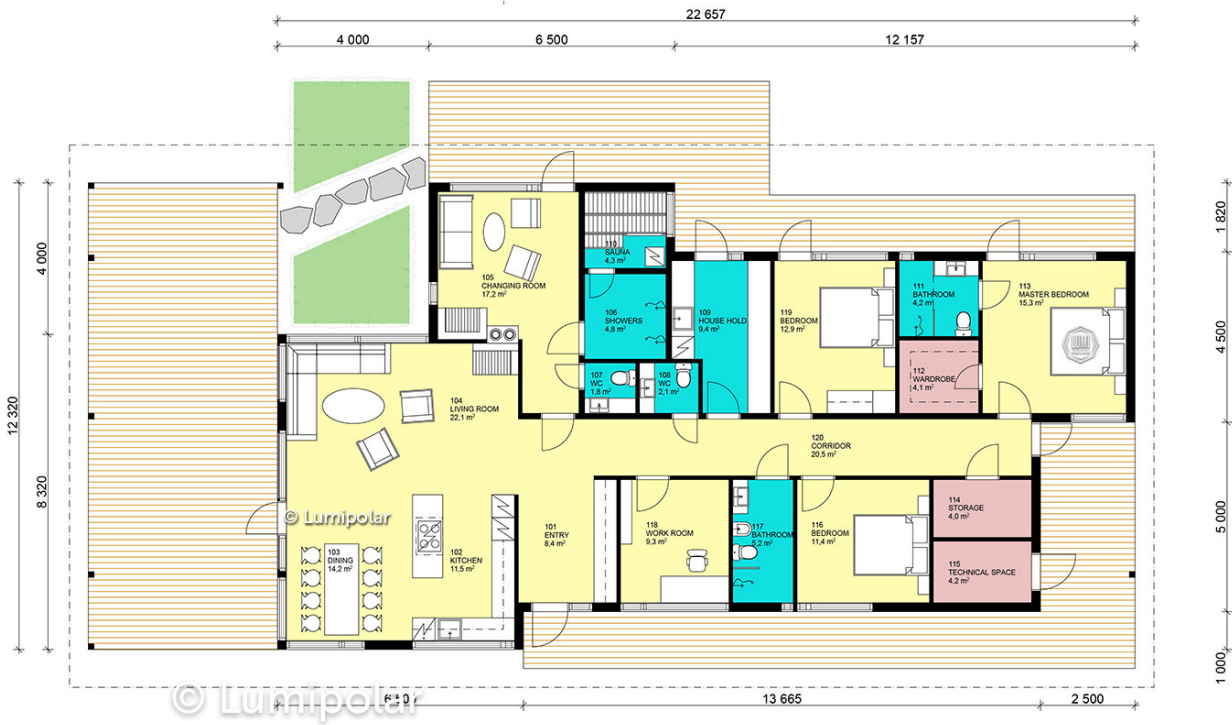 22 657
4 000
6 500
12 157
1 820
4 000
4 500
12 320
8 320
5 000
1 000
110
SAUNA
4,3 m²
105
CHANGING ROOM
17,2 m²
106
SHOWERS
4,8 m²
109
HOUSE HOLD
9,4 m²
119
BEDROOM
12,9 m²
111
BATHROOM
4,2 m²
113
MASTER BEDROOM
15,3 m²
LUMI
112
WARDROBE
4,1 m²
107
WC
1,8 m²
108
WC
2,1 m²
104
LIVING ROOM
22,1 m²
120
CORRIDOR
20,5 m²
© Lumipolar
101
ENTRY
8,4 m²
118
WORK ROOM
9,3 m²
117
BATHROOM
5,2 m²
116
BEDROOM
11,4 m²
114
STORAGE
4,0 m²
103
DINING
14,2 m²
102
KITCHEN
11,5 m²
115
TECHNICAL SPACE
4,2 m²
6 500
13 665
2 500
© Lumipolar